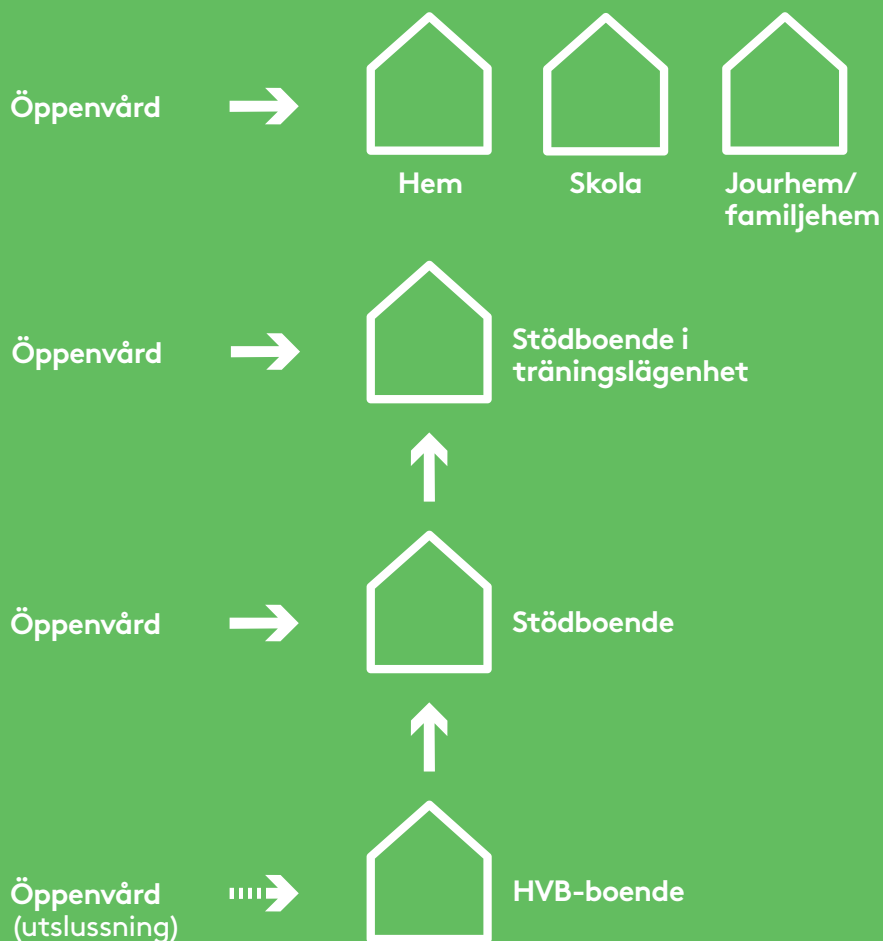 Öppenvård
Hem
Skola
Jourhem/
familjehem
Öppenvård
Stödboende i
träningslägenhet
Öppenvård
Stödboende
Öppenvård
(utslussning)
HVB-boende